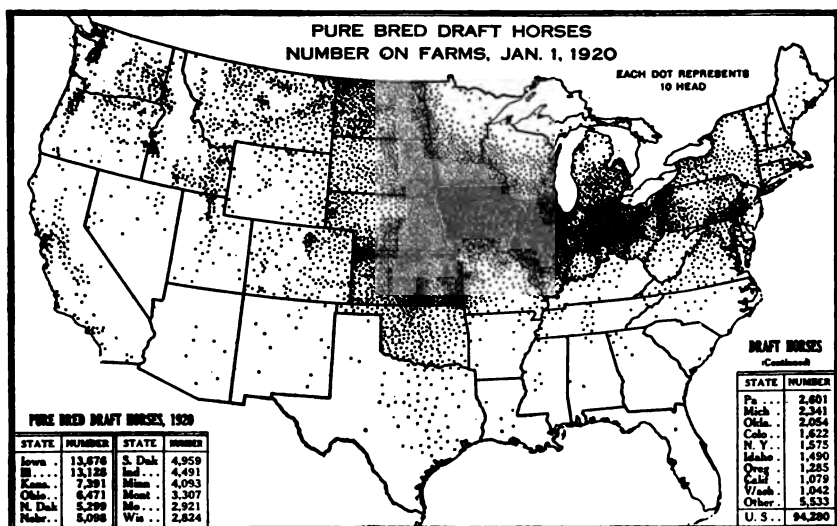 PURE BRED DRAFT HORSES
NUMBER ON FARMS, JAN. 1, 1920
EACH DOT REPRESENTS
10 HEAD
PURE BRED DRAFT HORSES, 1920
STATE NUMBER STATE NUMBER
Iowa . 13,676 S. Dak 4,959
Ill.... 13,128 Ind... 4,491
Kans.. 7,391 Minn 4,093
Ohio.. 6,471 Mont 3,307
N. Dak 5,299 Mo... 2,921
Nebr.. 5,098 Wis .. 2,824
DRAFT HORSES
(Continued)
STATE NUMBER
Pa ... 2,601
Mich 2,341
Okla.. 2,054
Colo.. 1,622
N. Y.. 1,575
Idaho 1,490
Oreg 1,285
Calif 1,079
Wash. 1,042
Other 5,533
U. S.. 94,280